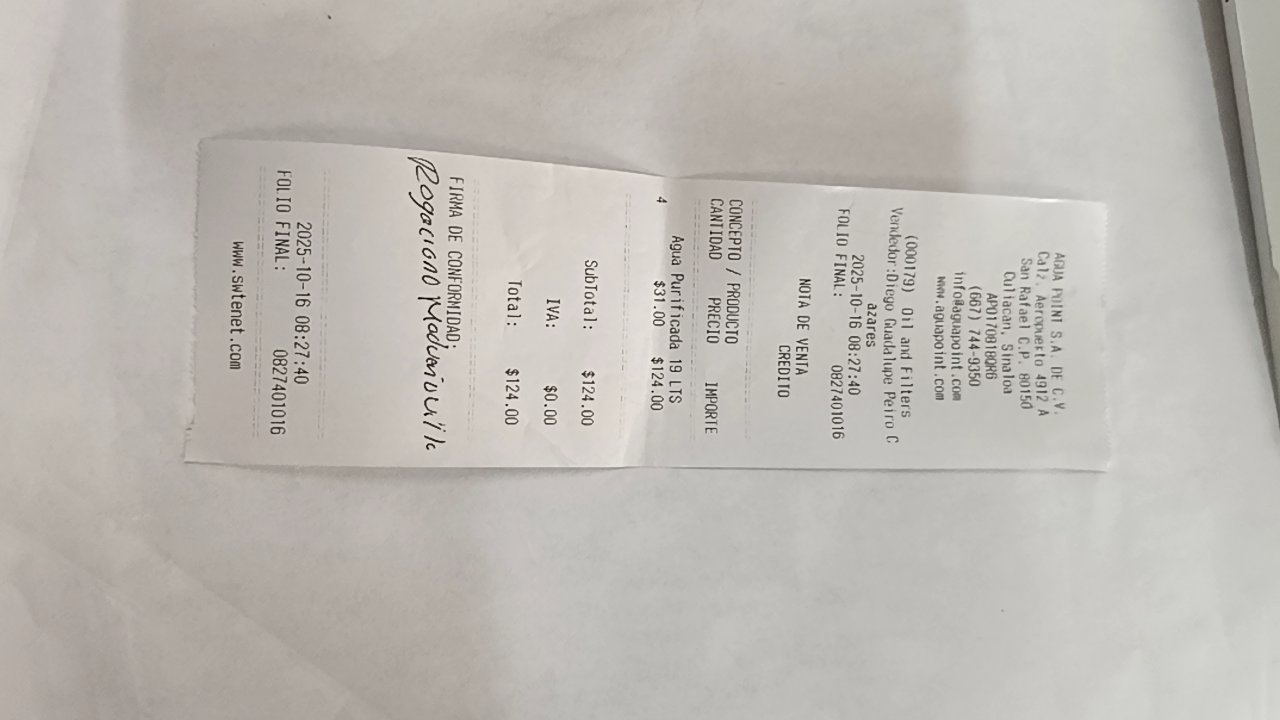 AGUA POINT S.A. DE C.V.
Calz. Aeropuerto 4912 A
San Rafael C.P. 80150
Culiacan, Sinaloa
APO170818QR6
(667) 744-9350
info@aguapoint.com
www.aguapoint.com
(000179) Oil and Filters
Vendedor:Diego Guadalupe Peiro C
azares
2025-10-16 08:27:40
FOLIO FINAL: 0827401016
NOTA DE VENTA
CREDITO
CONCEPTO / PRODUCTO
CANTIDAD PRECIO IMPORTE
Agua Purificada 19 LTS
4 $31.00 $124.00
SubTotal: $124.00
IVA: $0.00
Total: $124.00
FIRMA DE CONFORMIDAD:
Rogaciano
2025-10-16 08:27:40
FOLIO FINAL: 0827401016
www.swtenet.com